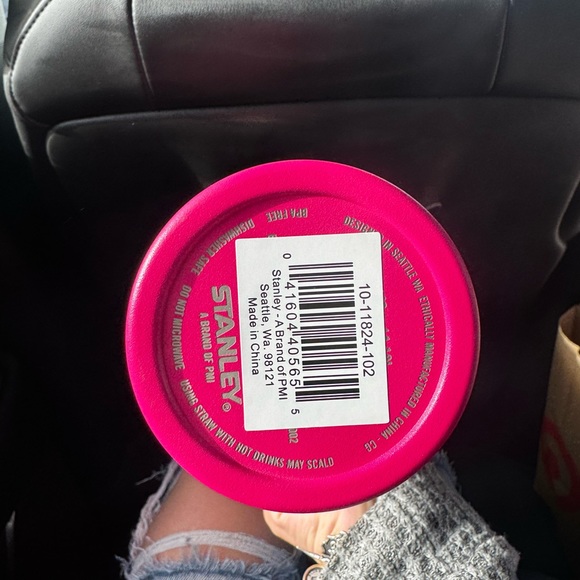 10-11824-102
0 41604 40565 5
Stanley - A Brand of PMI
Seattle, Wa. 98121
Made in China
STANLEY®
A BRAND OF PMI
IN SEATTLE WA ETHICALLY MANUFACTURED IN CHINA - CG
USING STRAW WITH HOT DRINKS MAY SCALD
DO NOT MICROWAVE
DISHWASHER SAFE
BPA FREE